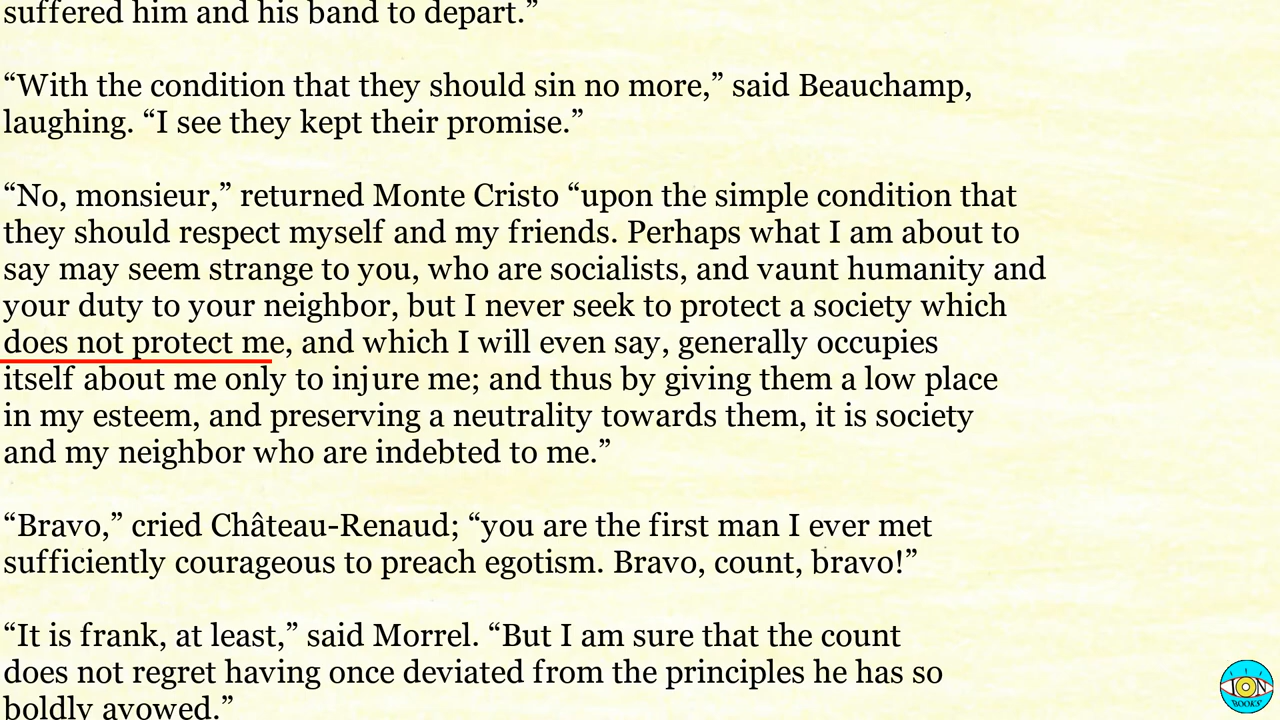 suffered him and his band to depart.”
“With the condition that they should sin no more,” said Beauchamp,
laughing. “I see they kept their promise.”
“No, monsieur,” returned Monte Cristo “upon the simple condition that
they should respect myself and my friends. Perhaps what I am about to
say may seem strange to you, who are socialists, and vaunt humanity and
your duty to your neighbor, but I never seek to protect a society which
does not protect me, and which I will even say, generally occupies
itself about me only to injure me; and thus by giving them a low place
in my esteem, and preserving a neutrality towards them, it is society
and my neighbor who are indebted to me.”
“Bravo,” cried Château-Renaud; “you are the first man I ever met
sufficiently courageous to preach egotism. Bravo, count, bravo!”
“It is frank, at least,” said Morrel. “But I am sure that the count
does not regret having once deviated from the principles he has so
boldly avowed.”
ION
BOOKS